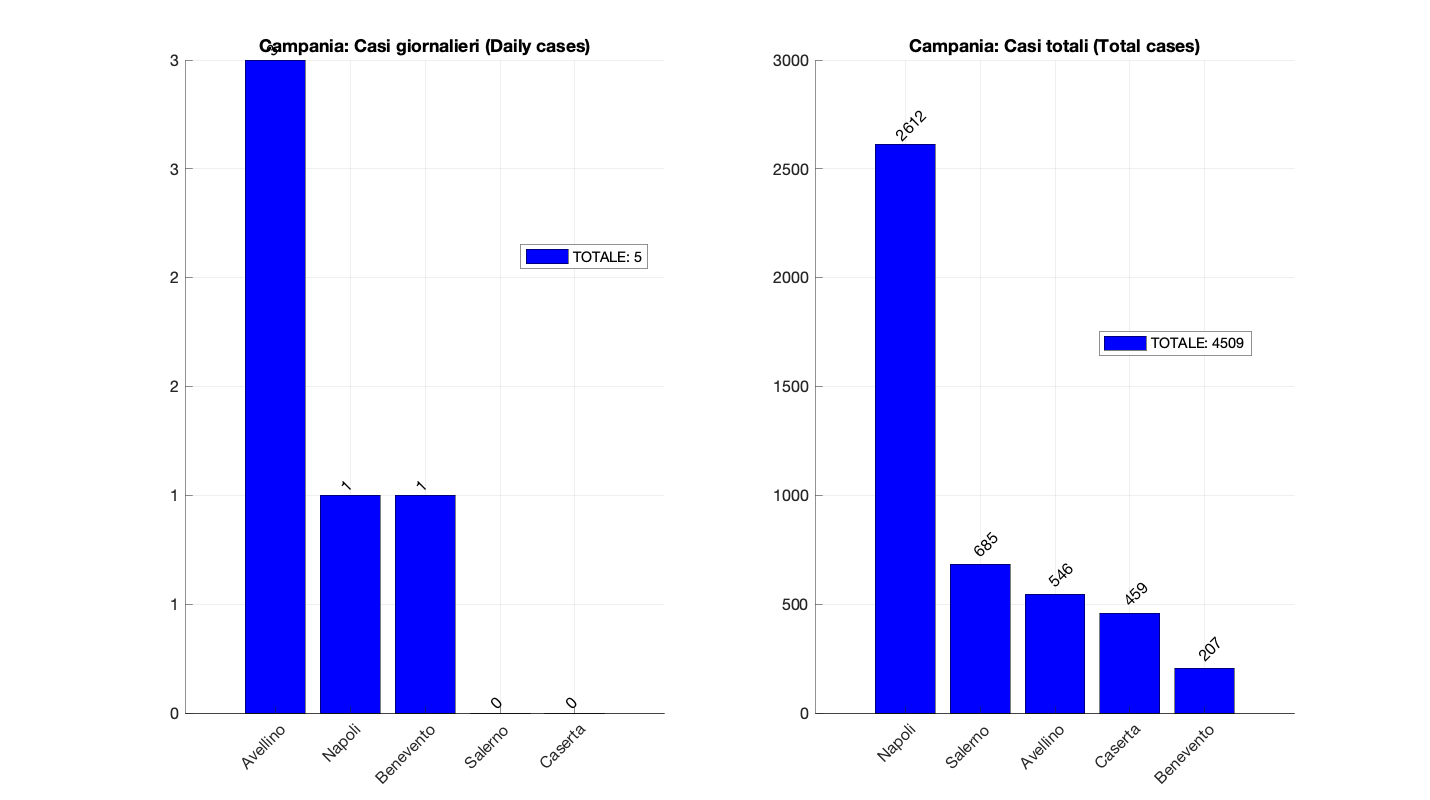 Campania: Casi giornalieri (Daily cases)
3
3
3
2
2
1
1
0
1
1
0
0
TOTALE: 5
Avellino
Napoli
Benevento
Salerno
Caserta
Campania: Casi totali (Total cases)
3000
2500
2000
1500
1000
500
0
2612
685
546
459
207
TOTALE: 4509
Napoli
Salerno
Avellino
Caserta
Benevento